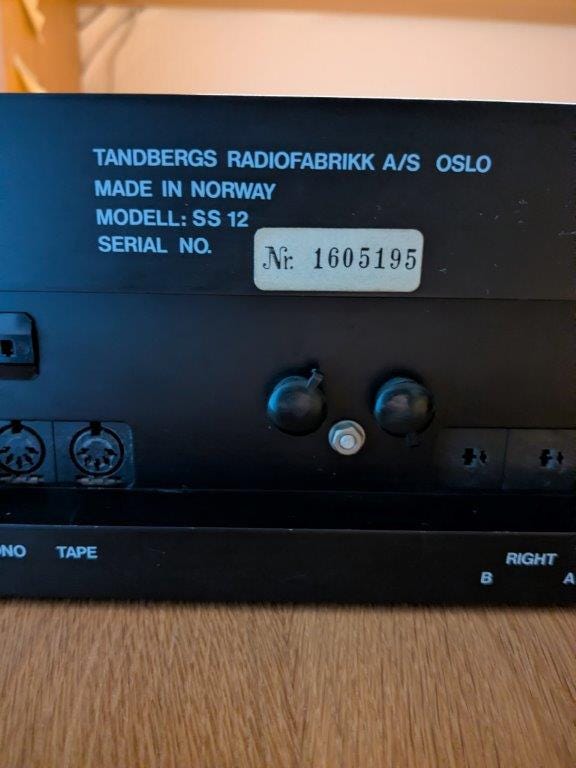 TANDBERGS RADIOFABRIKK A/S OSLO
MADE IN NORWAY
MODELL: SS 12
SERIAL NO.
Nr. 1605195
TAPE
RIGHT
B A